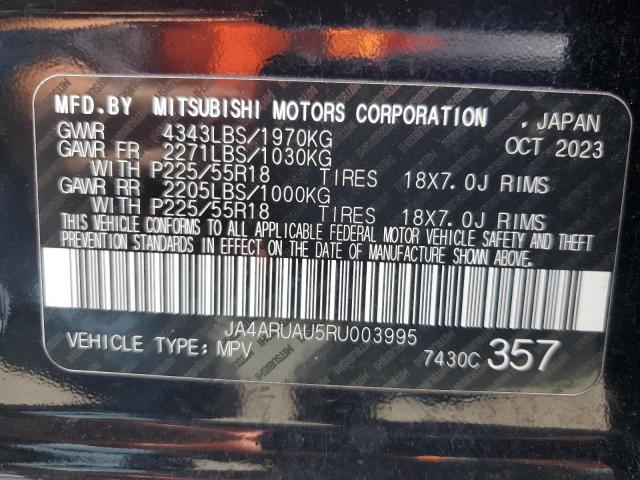 MFD.BY MITSUBISHI MOTORS CORPORATION , JAPAN
GVWR 4343LBS/1970KG OCT 2023
GAWR FR 2271LBS/1030KG
WITH P225/55R18 TIRES 18X7.0J RIMS
GAWR RR 2205LBS/1000KG
WITH P225/55R18 TIRES 18X7.0J RIMS
THIS VEHICLE CONFORMS TO ALL APPLICABLE FEDERAL MOTOR VEHICLE SAFETY AND THEFT
PREVENTION STANDARDS IN EFFECT ON THE DATE OF MANUFACTURE SHOWN ABOVE.
JA4ARUAU5RU003995
VEHICLE TYPE: MPV 7430C 357